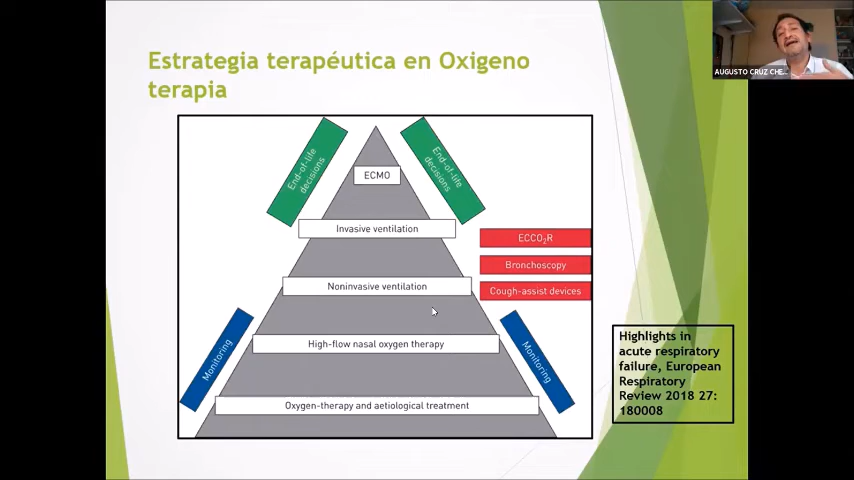 Estrategia terapéutica en Oxigeno
terapia
AUGUSTO CRUZ CHE...
End-of-life
decisions
End-of-life
decisions
ECMO
Invasive ventilation
ECCO₂R
Bronchoscopy
Noninvasive ventilation
Cough-assist devices
Monitoring
High-flow nasal oxygen therapy
Monitoring
Oxygen-therapy and aetiological treatment
Highlights in
acute respiratory
failure, European
Respiratory
Review 2018 27:
180008